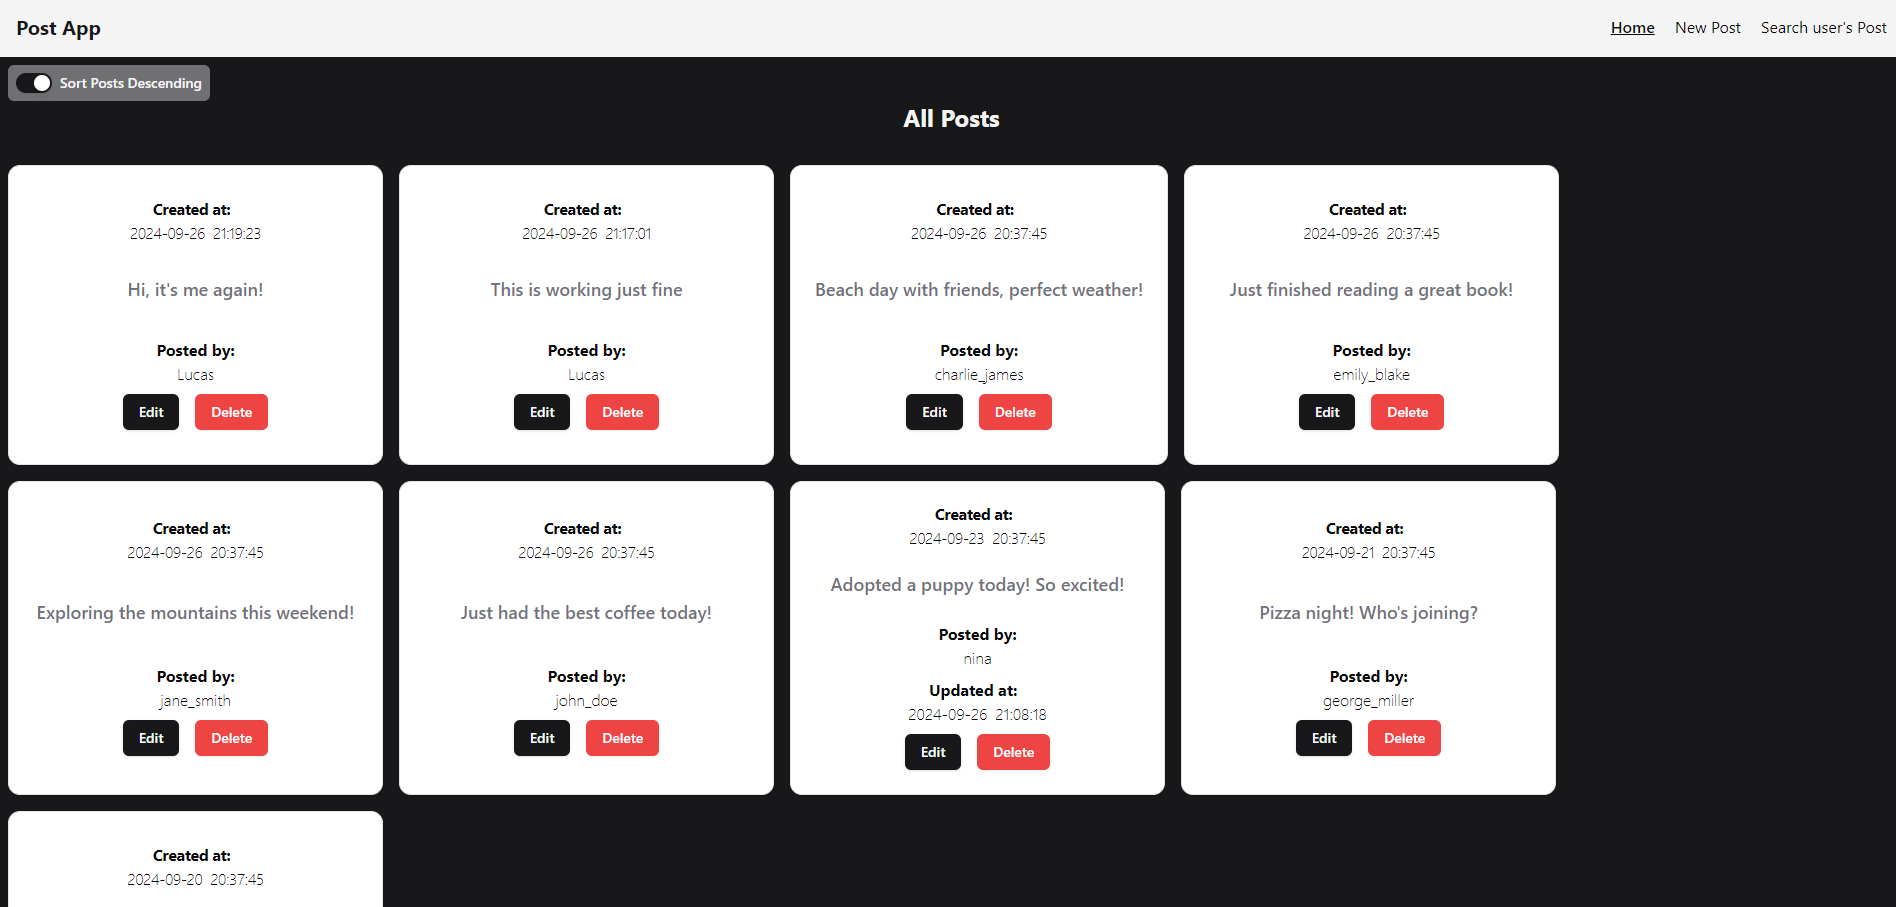 Post App
Home
New Post
Search user's Post
Sort Posts Descending
All Posts
Created at:
2024-09-26 21:19:23
Hi, it's me again!
Posted by:
Lucas
Edit
Delete
Created at:
2024-09-26 21:17:01
This is working just fine
Posted by:
Lucas
Edit
Delete
Created at:
2024-09-26 20:37:45
Beach day with friends, perfect weather!
Posted by:
charlie_james
Edit
Delete
Created at:
2024-09-26 20:37:45
Just finished reading a great book!
Posted by:
emily_blake
Edit
Delete
Created at:
2024-09-26 20:37:45
Exploring the mountains this weekend!
Posted by:
jane_smith
Edit
Delete
Created at:
2024-09-26 20:37:45
Just had the best coffee today!
Posted by:
john_doe
Edit
Delete
Created at:
2024-09-23 20:37:45
Adopted a puppy today! So excited!
Posted by:
nina
Updated at:
2024-09-26 21:08:18
Edit
Delete
Created at:
2024-09-21 20:37:45
Pizza night! Who's joining?
Posted by:
george_miller
Edit
Delete
Created at:
2024-09-20 20:37:45